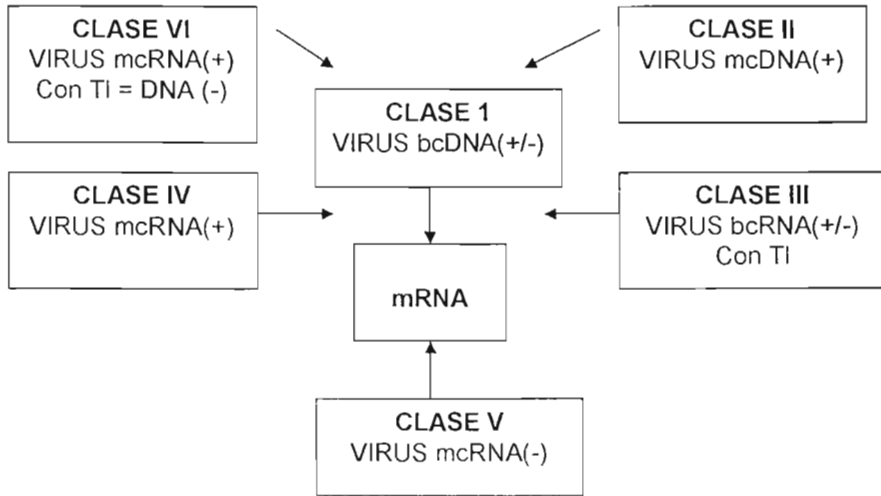 CLASE VI
VIRUS mcRNA(+)
Con TI = DNA (-)
CLASE II
VIRUS mcDNA(+)
CLASE 1
VIRUS bcDNA(+/-)
CLASE IV
VIRUS mcRNA(+)
CLASE III
VIRUS bcRNA(+/-)
Con TI
mRNA
CLASE V
VIRUS mcRNA(-)